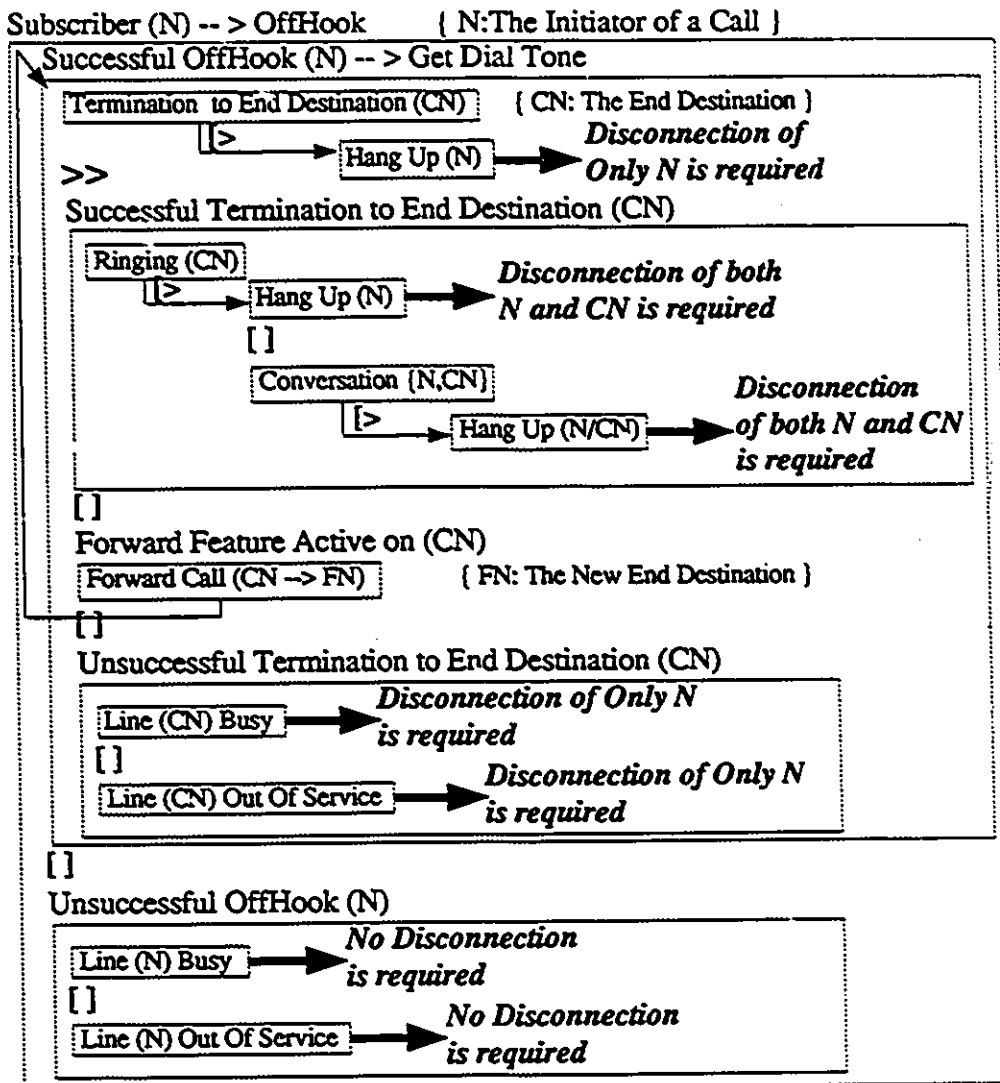 Subscriber (N) -- > OffHook { N:The Initiator of a Call }
Successful OffHook (N) -- > Get Dial Tone
Termination to End Destination (CN) { CN: The End Destination }
[>
Hang Up (N)
Disconnection of
Only N is required
>>
Successful Termination to End Destination (CN)
Ringing (CN)
[>
Hang Up (N)
Disconnection of both
N and CN is required
[ ]
Conversation {N,CN}
[>
Hang Up (N/CN)
Disconnection
of both N and CN
is required
[ ]
Forward Feature Active on (CN)
Forward Call (CN --> FN) { FN: The New End Destination }
[ ]
Unsuccessful Termination to End Destination (CN)
Line (CN) Busy
Disconnection of Only N
is required
[ ]
Line (CN) Out Of Service
Disconnection of Only N
is required
[ ]
Unsuccessful OffHook (N)
Line (N) Busy
No Disconnection
is required
[ ]
Line (N) Out Of Service
No Disconnection
is required